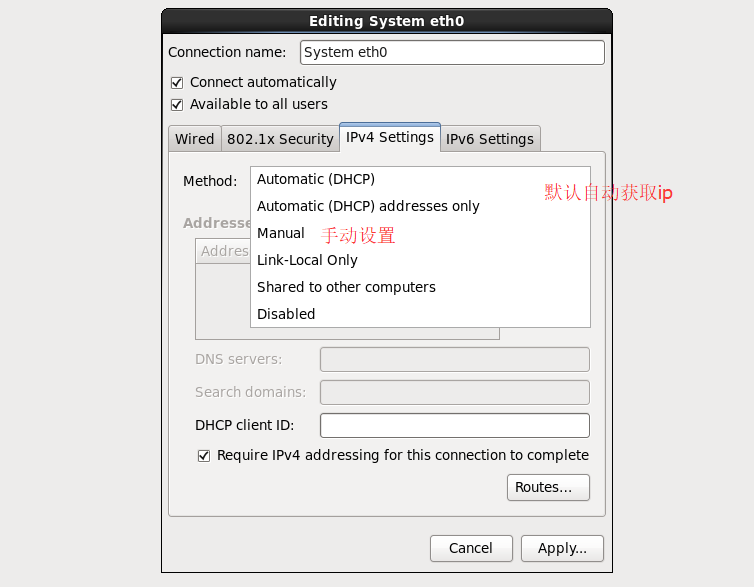 Editing System eth0
Connection name: System eth0
Connect automatically
Available to all users
Wired 802.1x Security IPv4 Settings IPv6 Settings
Method: Automatic (DHCP) 默认自动获取ip
Automatic (DHCP) addresses only
Addresse
Manual 手动设置
Addres
Link-Local Only
Shared to other computers
Disabled
DNS servers:
Search domains:
DHCP client ID:
Require IPv4 addressing for this connection to complete
Routes...
Cancel Apply...